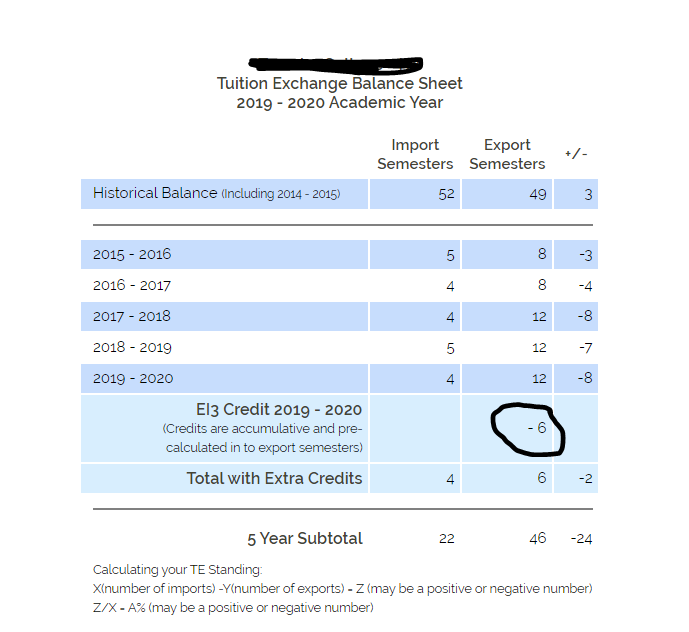 Tuition Exchange Balance Sheet
2019 - 2020 Academic Year
Import Semesters Export Semesters +/-
Historical Balance (Including 2014 - 2015) 52 49 3
2015 - 2016 5 8 -3
2016 - 2017 4 8 -4
2017 - 2018 4 12 -8
2018 - 2019 5 12 -7
2019 - 2020 4 12 -8
EI3 Credit 2019 - 2020
(Credits are accumulative and pre-
calculated in to export semesters) - 6
Total with Extra Credits 4 6 -2
5 Year Subtotal 22 46 -24
Calculating your TE Standing:
X(number of imports) -Y(number of exports) = Z (may be a positive or negative number)
Z/X = A% (may be a positive or negative number)